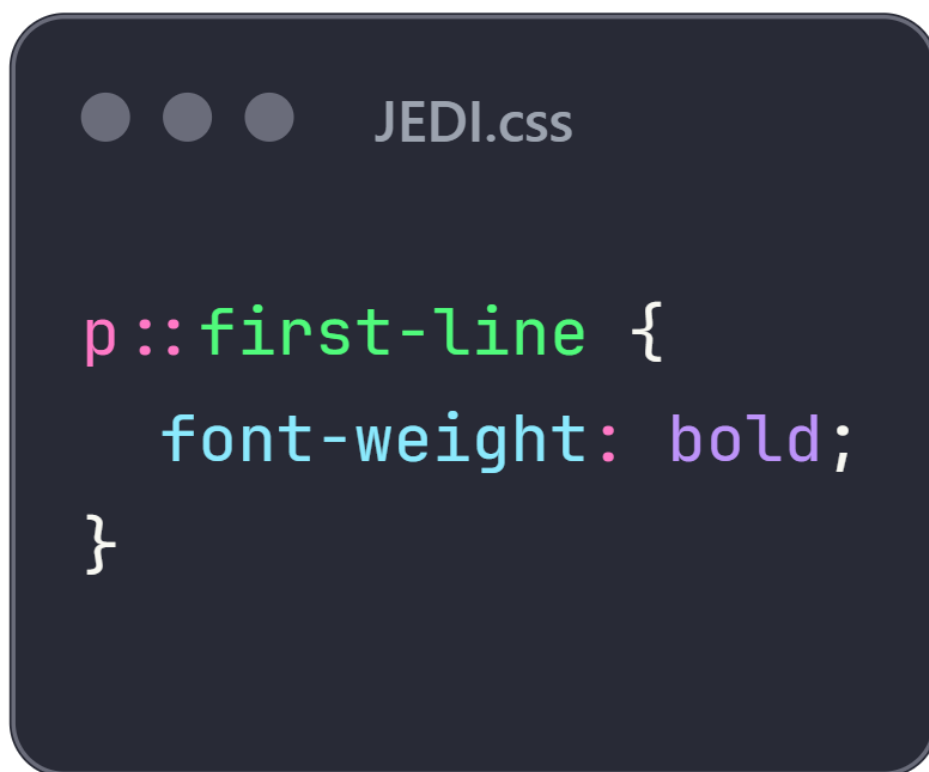 JEDI.css
p::first-line {
  font-weight: bold;
}